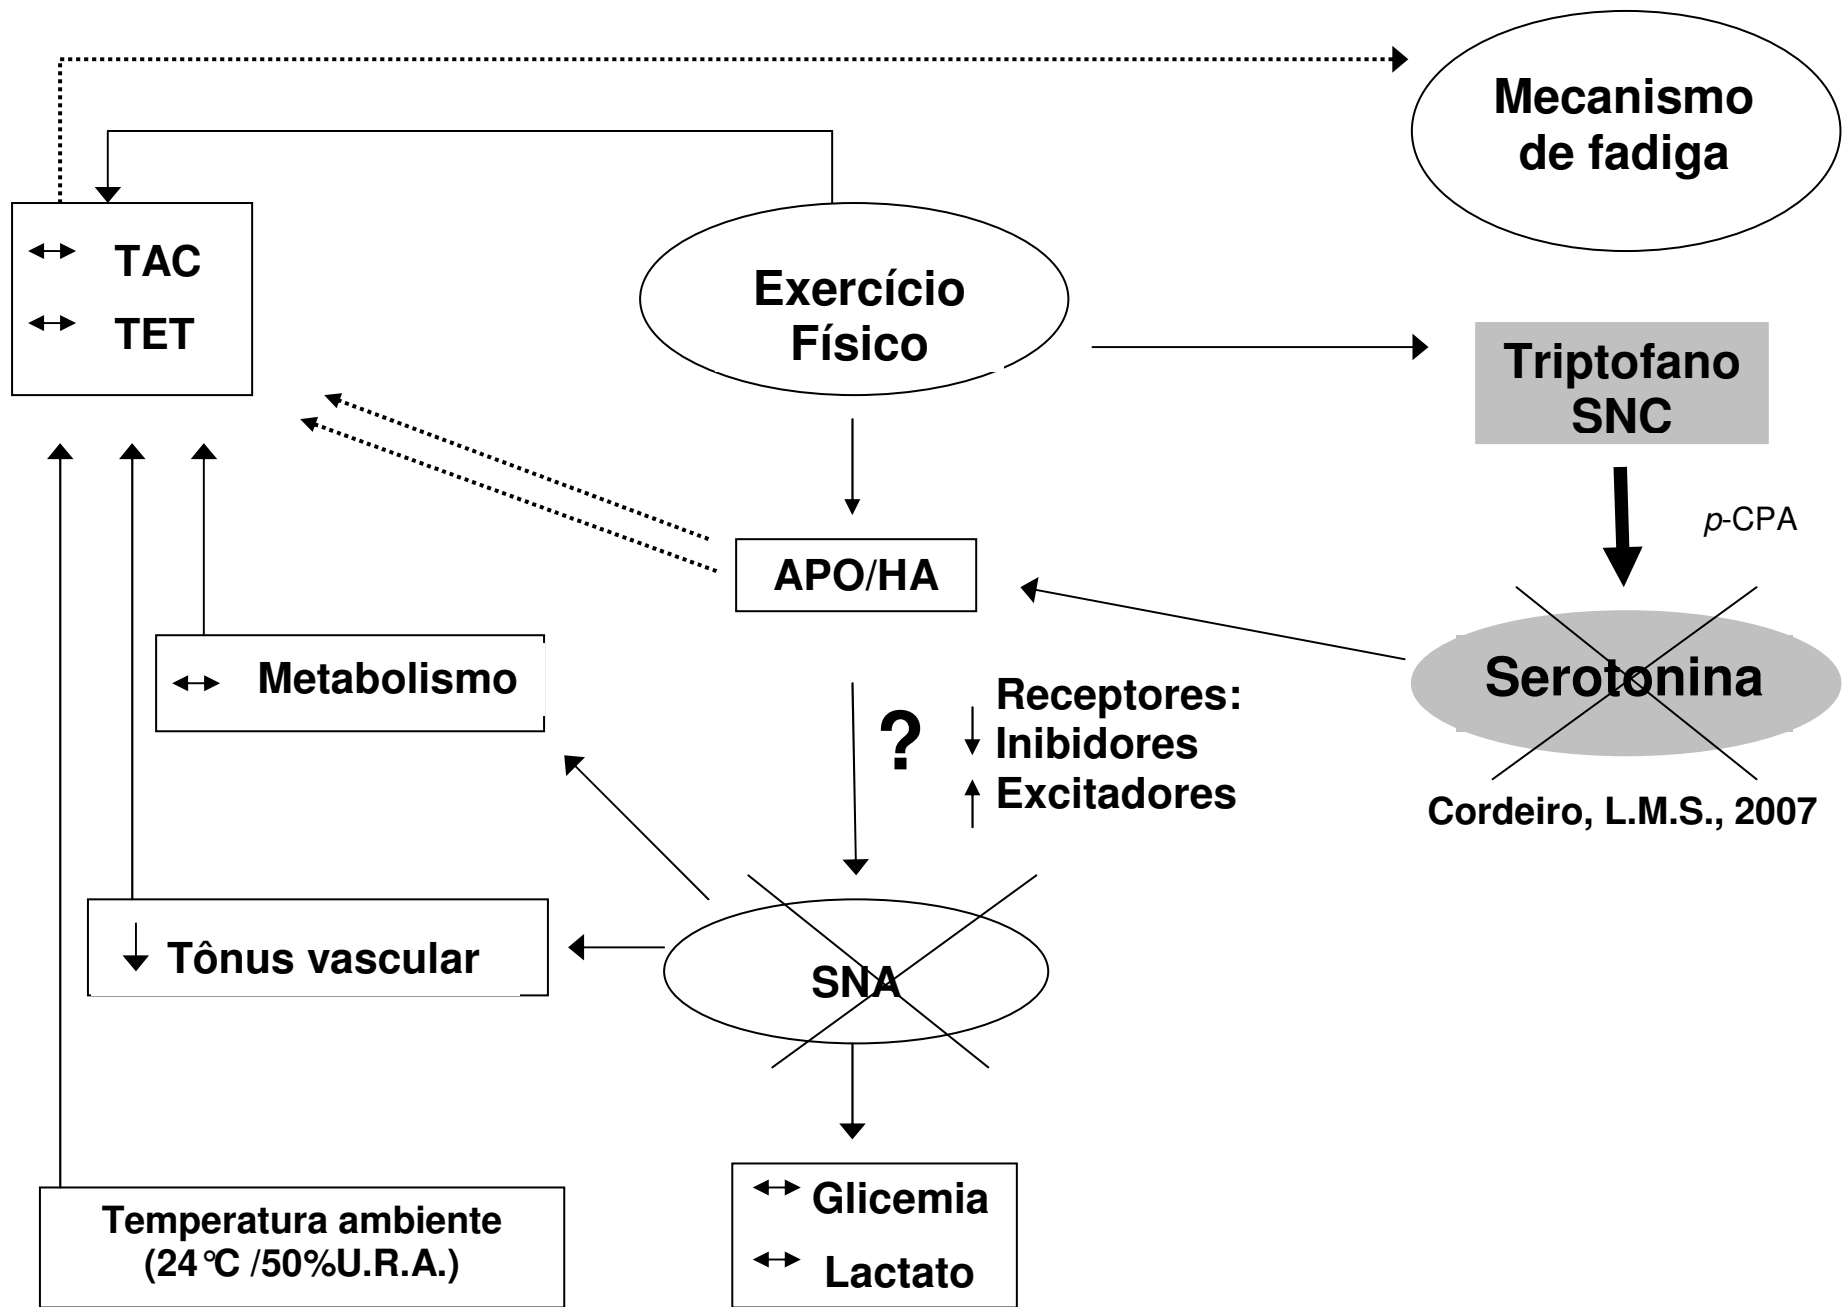 Mecanismo
de fadiga
TAC
TET
Exercício
Físico
Triptofano
SNC
p-CPA
APO/HA
Metabolismo
?
Receptores:
Inibidores
Excitadores
Serotonina
Cordeiro, L.M.S., 2007
Tônus vascular
SNA
Temperatura ambiente
(24°C /50%U.R.A.)
Glicemia
Lactato